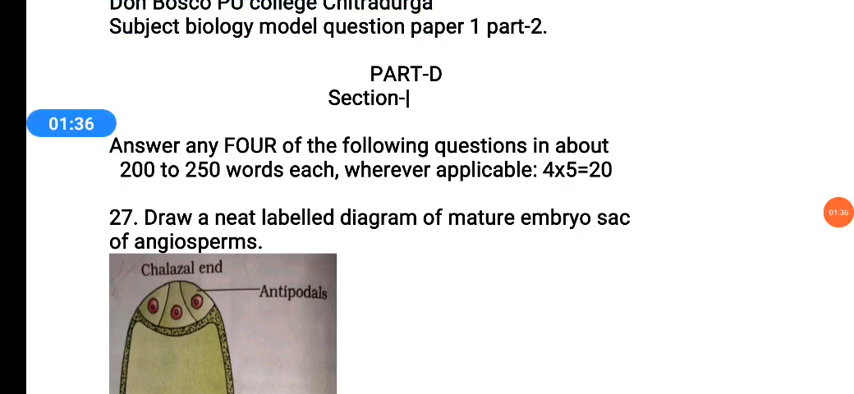 Don Bosco PU college Chitradurga
Subject biology model question paper 1 part-2.
PART-D
Section-|
01:36
Answer any FOUR of the following questions in about
200 to 250 words each, wherever applicable: 4x5=20
01:36
27. Draw a neat labelled diagram of mature embryo sac
of angiosperms.
Chalazal end
Antipodals